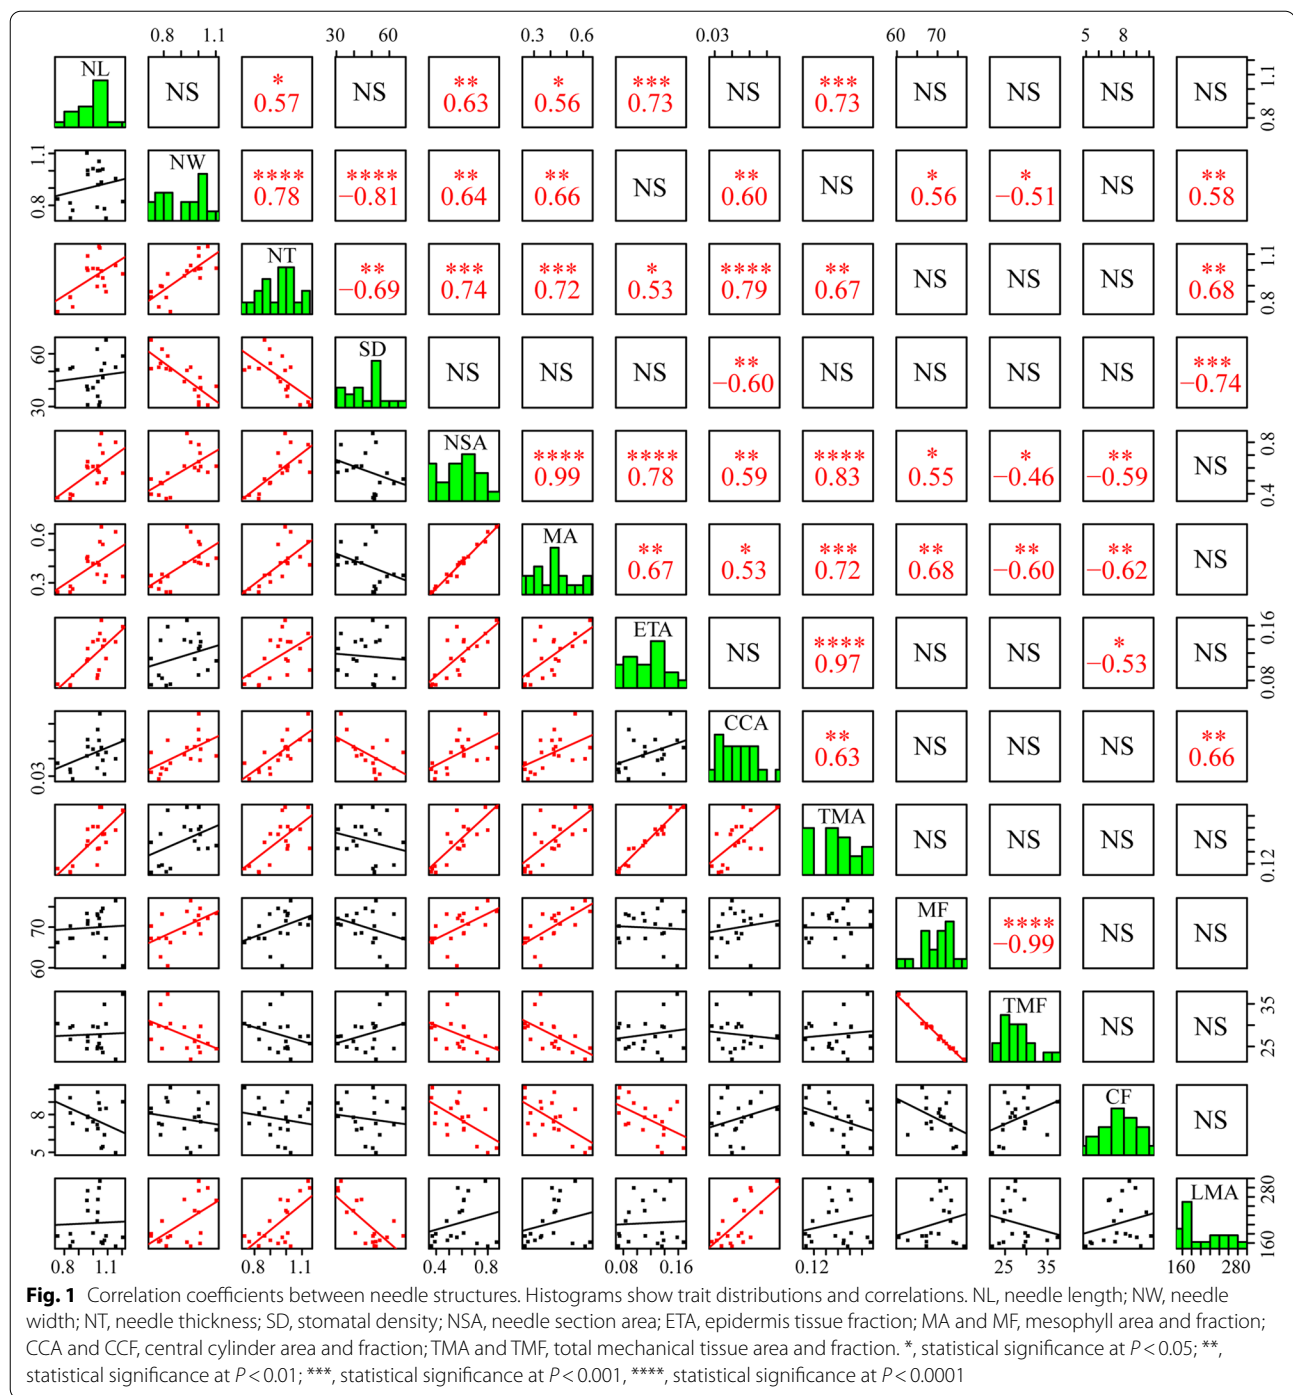 0.8 1.1 30 60 0.3 0.6 0.03 60 70 5 8
NL NS * 0.57 NS ** 0.63 * 0.56 *** 0.73 NS *** 0.73 NS NS NS NS 0.8 1.1
0.8 1.1 NW **** 0.78 **** −0.81 ** 0.64 ** 0.66 NS ** 0.60 NS * 0.56 * −0.51 NS ** 0.58
NT ** −0.69 *** 0.74 *** 0.72 * 0.53 **** 0.79 ** 0.67 NS NS NS ** 0.68 0.8 1.1
30 60 SD NS NS NS ** −0.60 NS NS NS NS *** −0.74
NSA **** 0.99 **** 0.78 ** 0.59 **** 0.83 * 0.55 * −0.46 ** −0.59 NS 0.4 0.8
0.3 0.6 MA ** 0.67 * 0.53 *** 0.72 ** 0.68 ** −0.60 ** −0.62 NS
ETA NS **** 0.97 NS NS * −0.53 NS 0.08 0.16
0.03 CCA ** 0.63 NS NS NS ** 0.66
TMA NS NS NS NS 0.12
60 70 MF **** −0.99 NS NS
TMF NS NS 25 35
5 8 CF NS
LMA 160 280
0.8 1.1 0.8 1.1 0.4 0.8 0.08 0.16 0.12 25 35 160 280
Fig. 1 Correlation coefficients between needle structures. Histograms show trait distributions and correlations. NL, needle length; NW, needle
width; NT, needle thickness; SD, stomatal density; NSA, needle section area; ETA, epidermis tissue fraction; MA and MF, mesophyll area and fraction;
CCA and CCF, central cylinder area and fraction; TMA and TMF, total mechanical tissue area and fraction. *, statistical significance at P < 0.05; **,
statistical significance at P < 0.01; ***, statistical significance at P < 0.001, ****, statistical significance at P < 0.0001